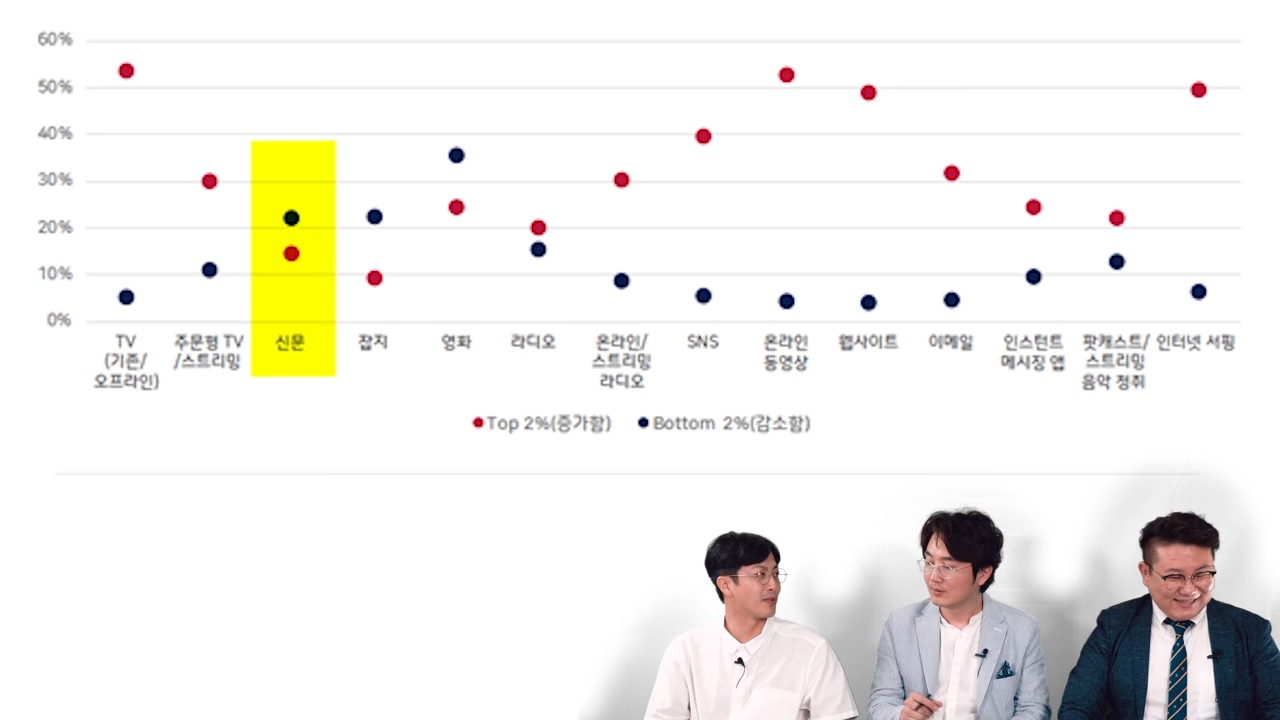 60%
50%
40%
30%
20%
10%
0%
TV
(기존/
오프라인)
주문형 TV
/스트리밍
신문
잡지
영화
라디오
온라인/
스트리밍
라디오
SNS
온라인
동영상
웹사이트
이메일
인스턴트
메시징 앱
팟캐스트/
스트리밍
음악 청취
인터넷 서핑
Top 2%(증가함)
Bottom 2%(감소함)